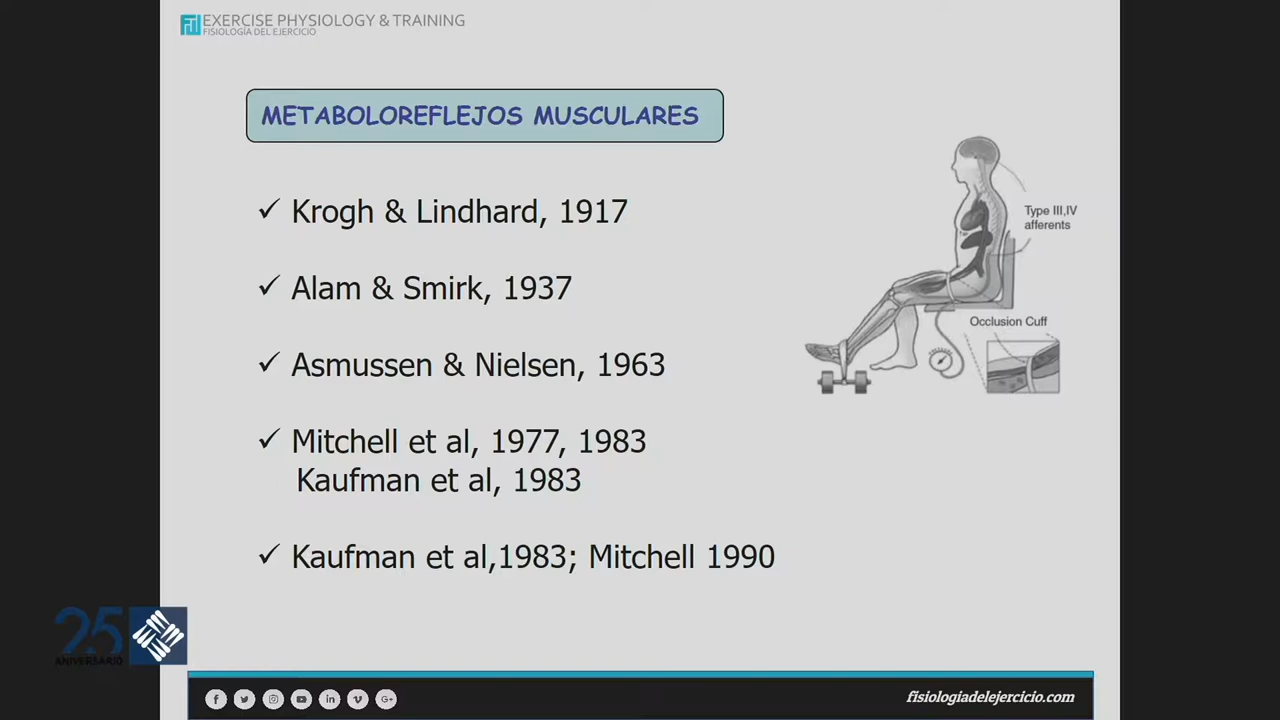 EXERCISE PHYSIOLOGY & TRAINING
FISIOLOGÍA DEL EJERCICIO
METABOLOREFLEJOS MUSCULARES
✓ Krogh & Lindhard, 1917
✓ Alam & Smirk, 1937
✓ Asmussen & Nielsen, 1963
✓ Mitchell et al, 1977, 1983
Kaufman et al, 1983
✓ Kaufman et al,1983; Mitchell 1990
Type III,IV
afferents
Occlusion Cuff
25
ANIVERSARIO
fisiologiadelejercicio.com